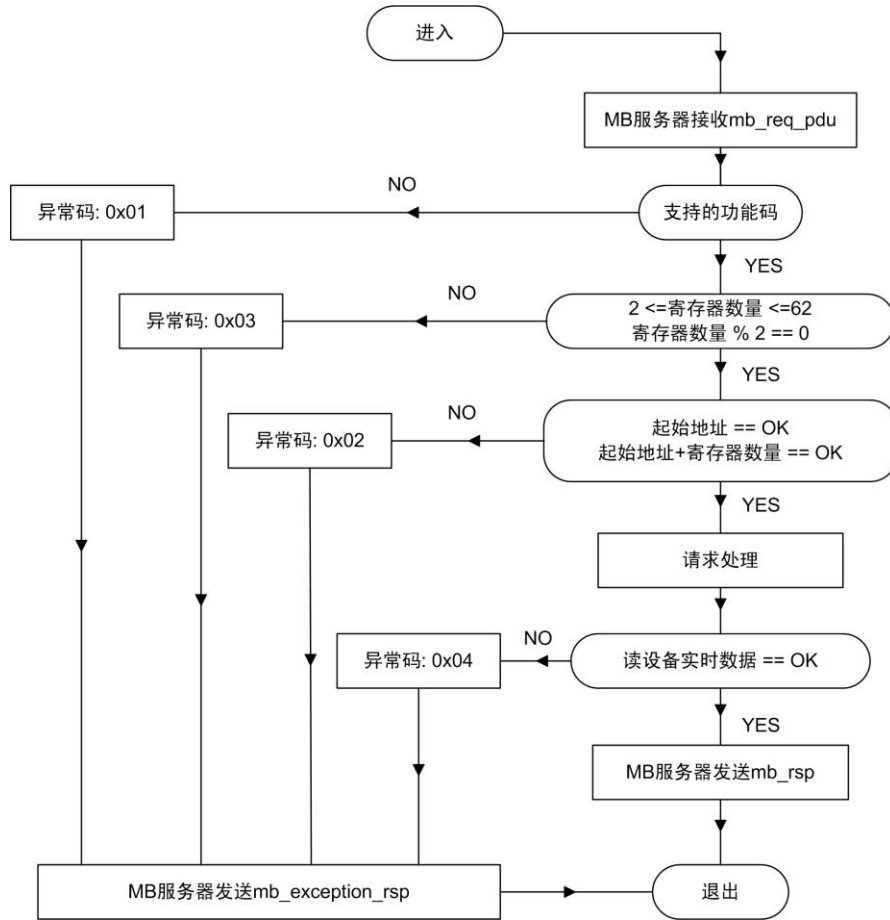 进入
MB服务器接收mb_req_pdu
NO
异常码: 0x01
支持的功能码
YES
NO
异常码: 0x03
2 <=寄存器数量 <=62
寄存器数量 % 2 == 0
YES
NO
异常码: 0x02
起始地址 == OK
起始地址+寄存器数量 == OK
YES
请求处理
NO
异常码: 0x04
读设备实时数据 == OK
YES
MB服务器发送mb_rsp
MB服务器发送mb_exception_rsp
退出